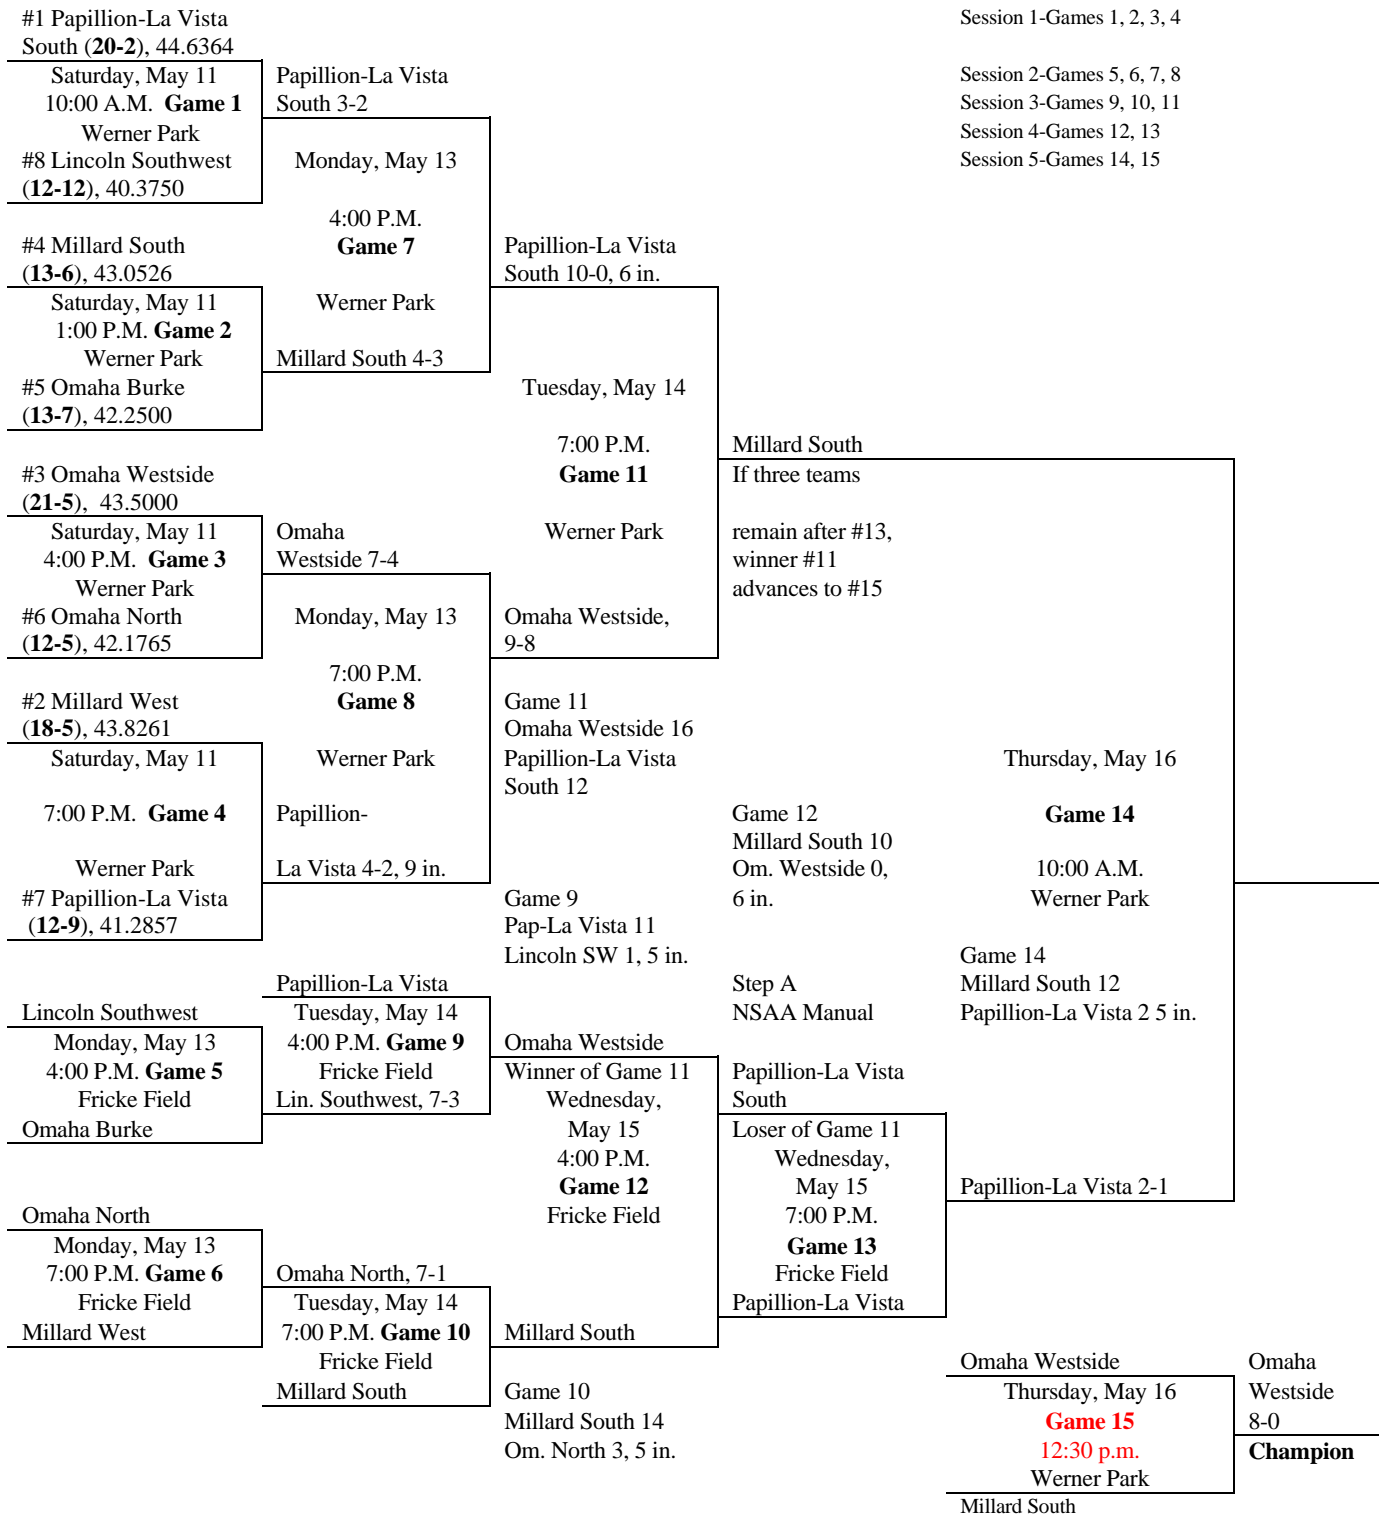 #1 Papillion-La Vista
South (20-2), 44.6364
Saturday, May 11
10:00 A.M. Game 1
Werner Park
#8 Lincoln Southwest
(12-12), 40.3750
#4 Millard South
(13-6), 43.0526
Saturday, May 11
1:00 P.M. Game 2
Werner Park
#5 Omaha Burke
(13-7), 42.2500
#3 Omaha Westside
(21-5), 43.5000
Saturday, May 11
4:00 P.M. Game 3
Werner Park
#6 Omaha North
(12-5), 42.1765
#2 Millard West
(18-5), 43.8261
Saturday, May 11
7:00 P.M. Game 4
Werner Park
#7 Papillion-La Vista
(12-9), 41.2857
Lincoln Southwest
Monday, May 13
4:00 P.M. Game 5
Fricke Field
Omaha Burke
Omaha North
Monday, May 13
7:00 P.M. Game 6
Fricke Field
Millard West
Papillion-La Vista
South 3-2
Monday, May 13
4:00 P.M.
Game 7
Werner Park
Millard South 4-3
Omaha
Westside 7-4
Monday, May 13
7:00 P.M.
Game 8
Werner Park
Papillion-
La Vista 4-2, 9 in.
Papillion-La Vista
Tuesday, May 14
4:00 P.M. Game 9
Fricke Field
Lin. Southwest, 7-3
Omaha North, 7-1
Tuesday, May 14
7:00 P.M. Game 10
Fricke Field
Millard South
Papillion-La Vista
South 10-0, 6 in.
Tuesday, May 14
7:00 P.M.
Game 11
Werner Park
Omaha Westside,
9-8
Game 11
Omaha Westside 16
Papillion-La Vista
South 12
Game 9
Pap-La Vista 11
Lincoln SW 1, 5 in.
Omaha Westside
Winner of Game 11
Wednesday,
May 15
4:00 P.M.
Game 12
Fricke Field
Millard South
Game 10
Millard South 14
Om. North 3, 5 in.
Millard South
If three teams
remain after #13,
winner #11
advances to #15
Game 12
Millard South 10
Om. Westside 0,
6 in.
Step A
NSAA Manual
Papillion-La Vista
South
Loser of Game 11
Wednesday,
May 15
7:00 P.M.
Game 13
Fricke Field
Papillion-La Vista
Session 1-Games 1, 2, 3, 4
Session 2-Games 5, 6, 7, 8
Session 3-Games 9, 10, 11
Session 4-Games 12, 13
Session 5-Games 14, 15
Thursday, May 16
Game 14
10:00 A.M.
Werner Park
Game 14
Millard South 12
Papillion-La Vista 2 5 in.
Papillion-La Vista 2-1
Omaha Westside
Thursday, May 16
Game 15
12:30 p.m.
Werner Park
Millard South
Omaha
Westside
8-0
Champion